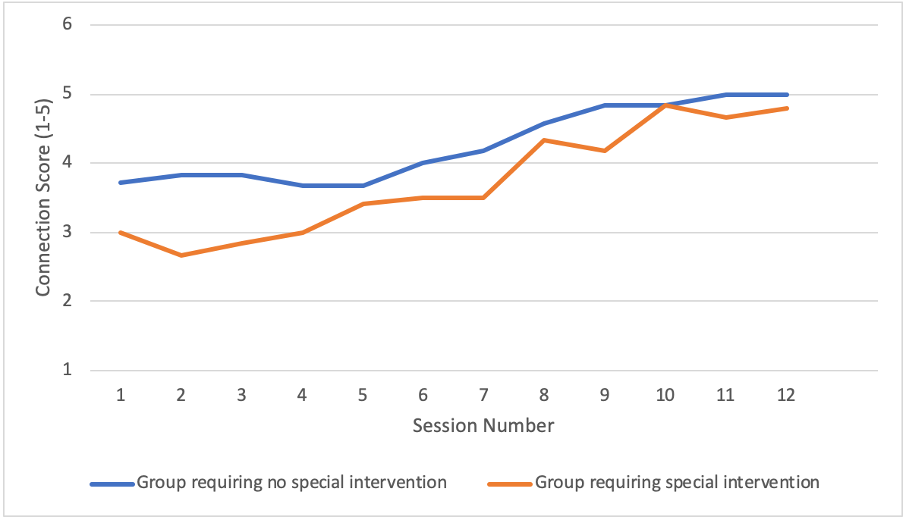 6
5
4
3
2
1
Connection Score (1-5)
1 2 3 4 5 6 7 8 9 10 11 12
Session Number
Group requiring no special intervention
Group requiring special intervention